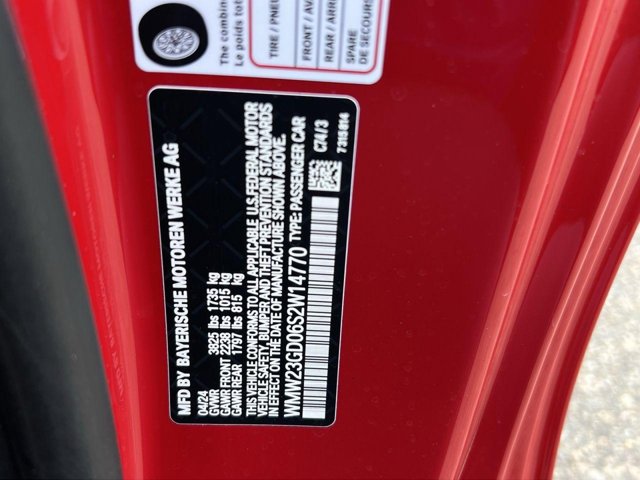 The combin
Le poids tot
TIRE / PNEU
FRONT / AVA
REAR / ARRI
SPARE
DE SECOURS
MFD BY BAYERISCHE MOTOREN WERKE AG
04/24
GVWR 3825 lbs 1735 kg
GAWR FRONT 2238 lbs 1015 kg
GAWR REAR 1797 lbs 815 kg
THIS VEHICLE CONFORMS TO ALL APPLICABLE U.S. FEDERAL MOTOR
VEHICLE SAFETY, BUMPER AND THEFT PREVENTION STANDARDS
IN EFFECT ON THE DATE OF MANUFACTURE SHOWN ABOVE.
WMW23GD06S2W14770 TYPE: PASSENGER CAR
C74/3